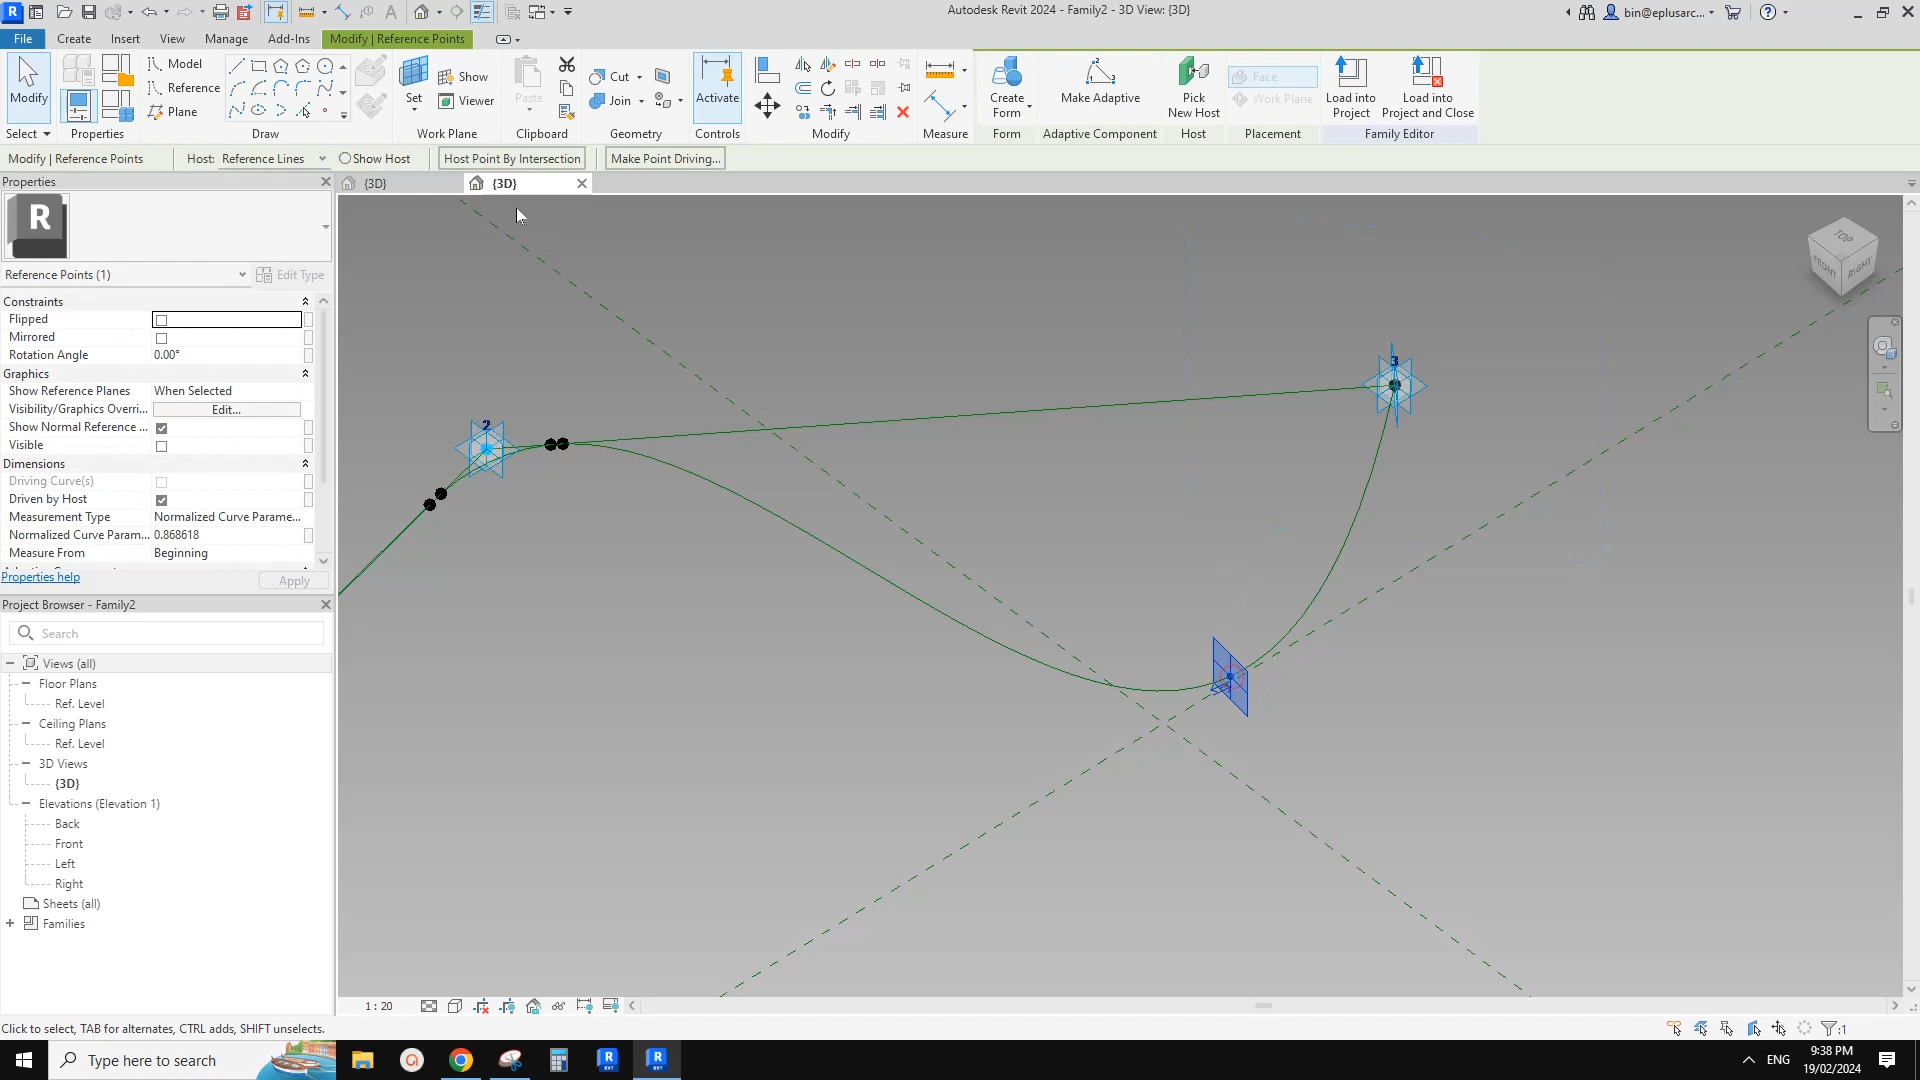 Autodesk Revit 2024 - Family2 - 3D View: {3D}
bin@eplusarc...
File
Create
Insert
View
Manage
Add-Ins
Modify | Reference Points
Modify
Model
Reference
Plane
Set
Show
Viewer
Paste
Cut
Join
Activate
Create
Form
Make Adaptive
Pick
New Host
Face
Work Plane
Load into
Project
Load into
Project and Close
Select
Properties
Draw
Work Plane
Clipboard
Geometry
Controls
Modify
Measure
Form
Adaptive Component
Host
Placement
Family Editor
Modify | Reference Points
Host:
Reference Lines
Show Host
Host Point By Intersection
Make Point Driving...
Properties
{3D}
{3D}
R
Reference Points (1)
Edit Type
Constraints
Flipped
Mirrored
Rotation Angle
0.00°
Graphics
Show Reference Planes
When Selected
Visibility/Graphics Overri...
Edit...
Show Normal Reference ...
Visible
Dimensions
Driving Curve(s)
Driven by Host
Measurement Type
Normalized Curve Parame...
Normalized Curve Param...
0.868618
Measure From
Beginning
Properties help
Apply
Project Browser - Family2
Search
Views (all)
Floor Plans
Ref. Level
Ceiling Plans
Ref. Level
3D Views
{3D}
Elevations (Elevation 1)
Back
Front
Left
Right
Sheets (all)
Families
2
3
TOP
FRONT
RIGHT
1 : 20
Click to select, TAB for alternates, CTRL adds, SHIFT unselects.
:1
Type here to search
ENG
9:38 PM
19/02/2024